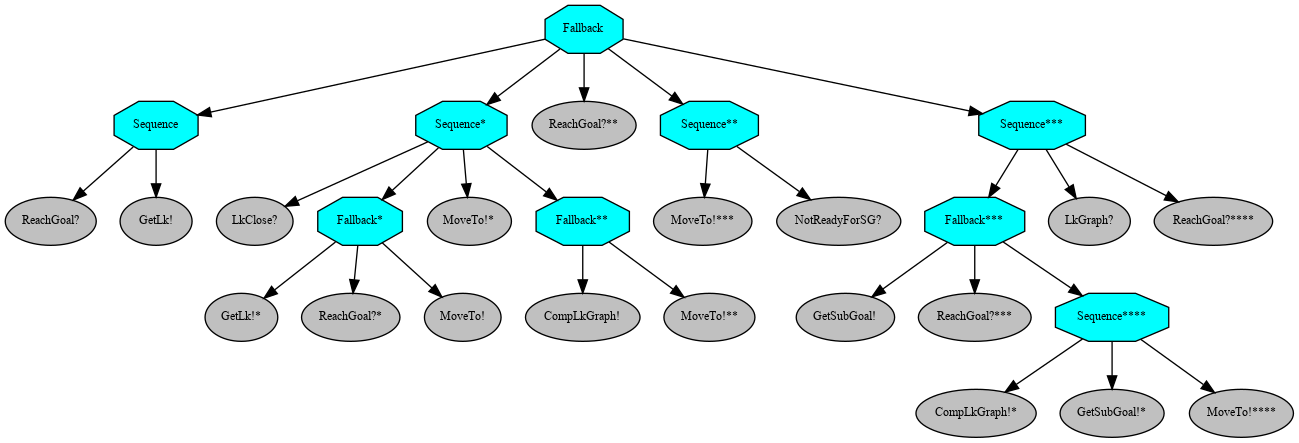 Fallback
Sequence
Sequence*
ReachGoal?**
Sequence**
Sequence***
ReachGoal?
GetLk!
LkClose?
Fallback*
MoveTo!*
Fallback**
MoveTo!***
NotReadyForSG?
Fallback***
LkGraph?
ReachGoal?****
GetLk!*
ReachGoal?*
MoveTo!
CompLkGraph!
MoveTo!**
GetSubGoal!
ReachGoal?***
Sequence****
CompLkGraph!*
GetSubGoal!*
MoveTo!****